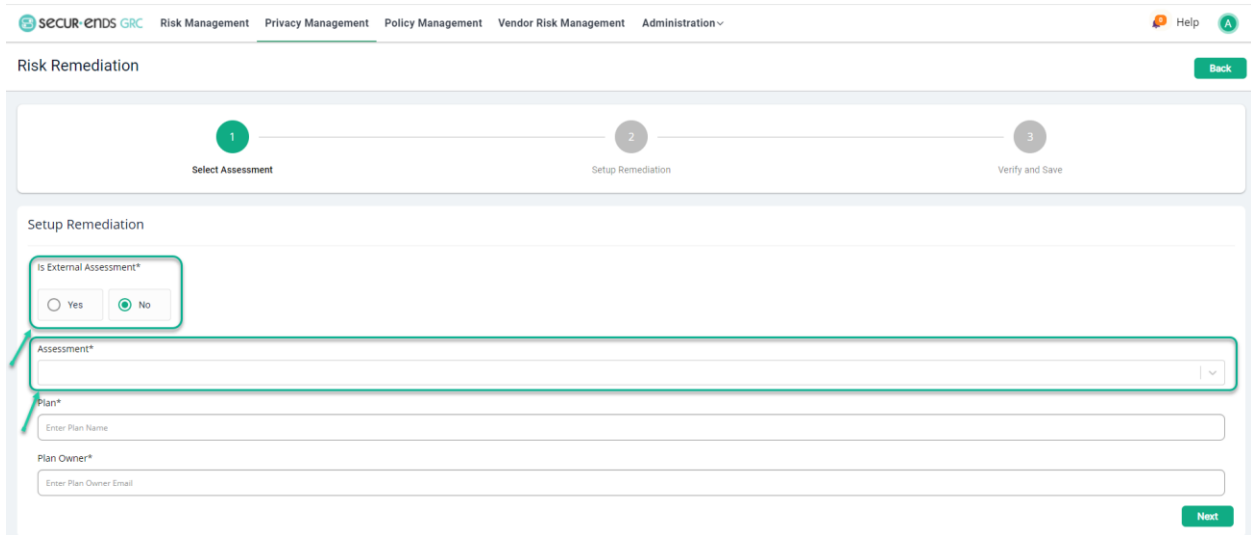 secur·ends GRC Risk Management Privacy Management Policy Management Vendor Risk Management Administration Help A
Risk Remediation Back
1 2 3
Select Assessment Setup Remediation Verify and Save
Setup Remediation
Is External Assessment*
Yes No
Assessment*
Plan*
Enter Plan Name
Plan Owner*
Enter Plan Owner Email
Next